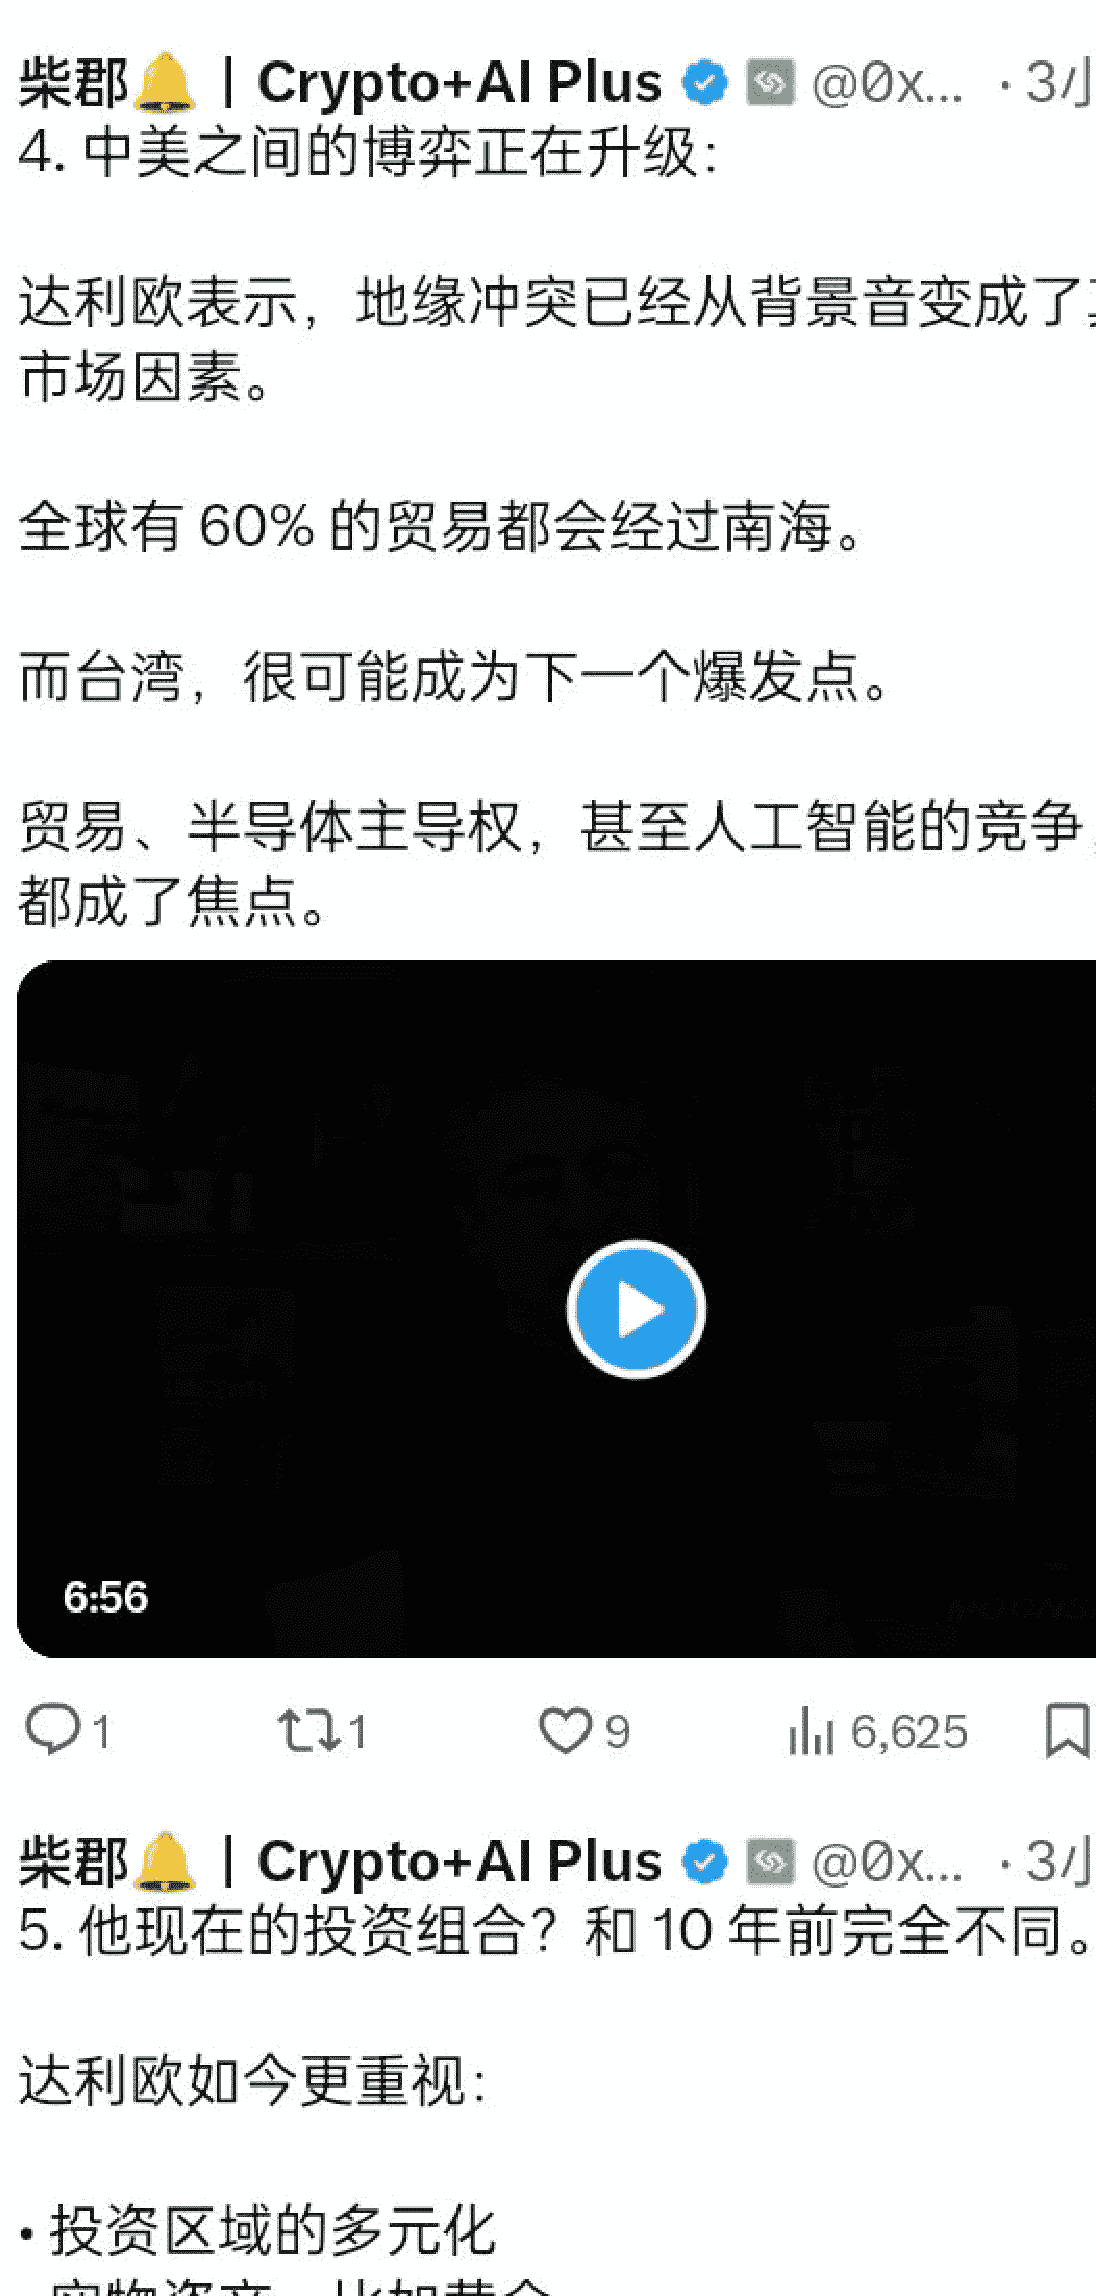 柴郡🔔｜Crypto+AI Plus @0x... · 3小
4. 中美之间的博弈正在升级：
达利欧表示，地缘冲突已经从背景音变成了
市场因素。
全球有 60% 的贸易都会经过南海。
而台湾，很可能成为下一个爆发点。
贸易、半导体主导权，甚至人工智能的竞争，
都成了焦点。
6:56
1 1 9 6,625
柴郡🔔｜Crypto+AI Plus @0x... · 3小
5. 他现在的投资组合？和 10 年前完全不同。
达利欧如今更重视：
• 投资区域的多元化